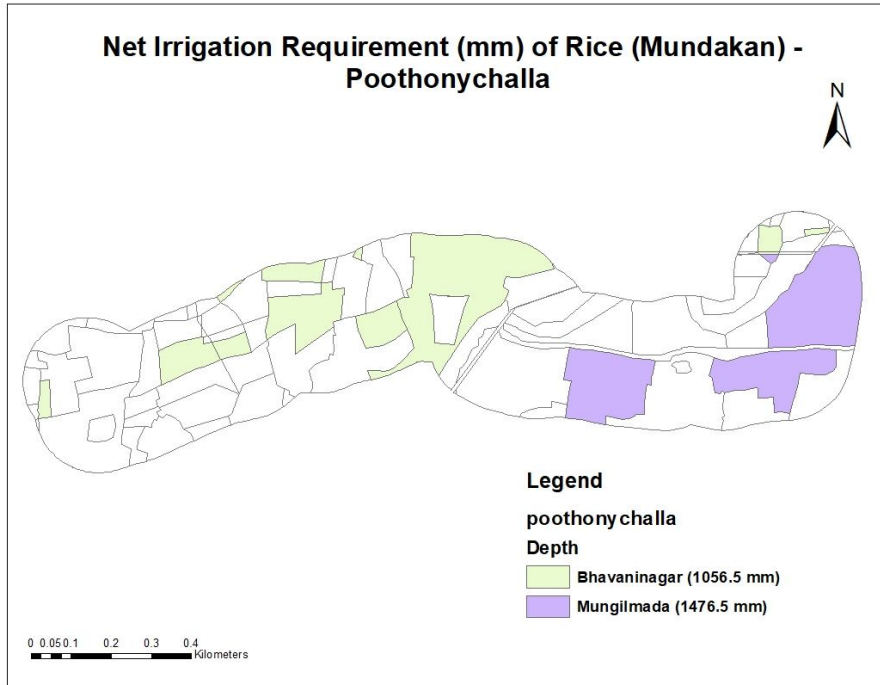 Net Irrigation Requirement (mm) of Rice (Mundakan) -
Poothonychalla
N
Legend
poothonychalla
Depth
Bhavaninagar (1056.5 mm)
Mungilmada (1476.5 mm)
0 0.05 0.1 0.2 0.3 0.4
Kilometers